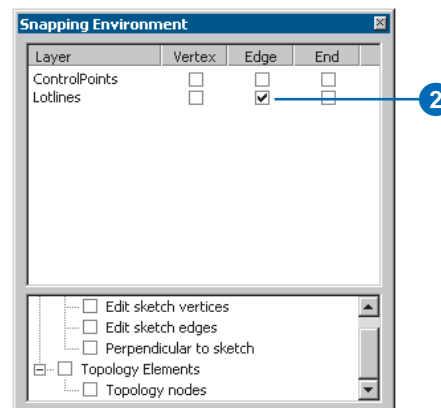 Snapping Environment
Layer Vertex Edge End
ControlPoints
Lotlines
2
Edit sketch vertices
Edit sketch edges
Perpendicular to sketch
Topology Elements
Topology nodes